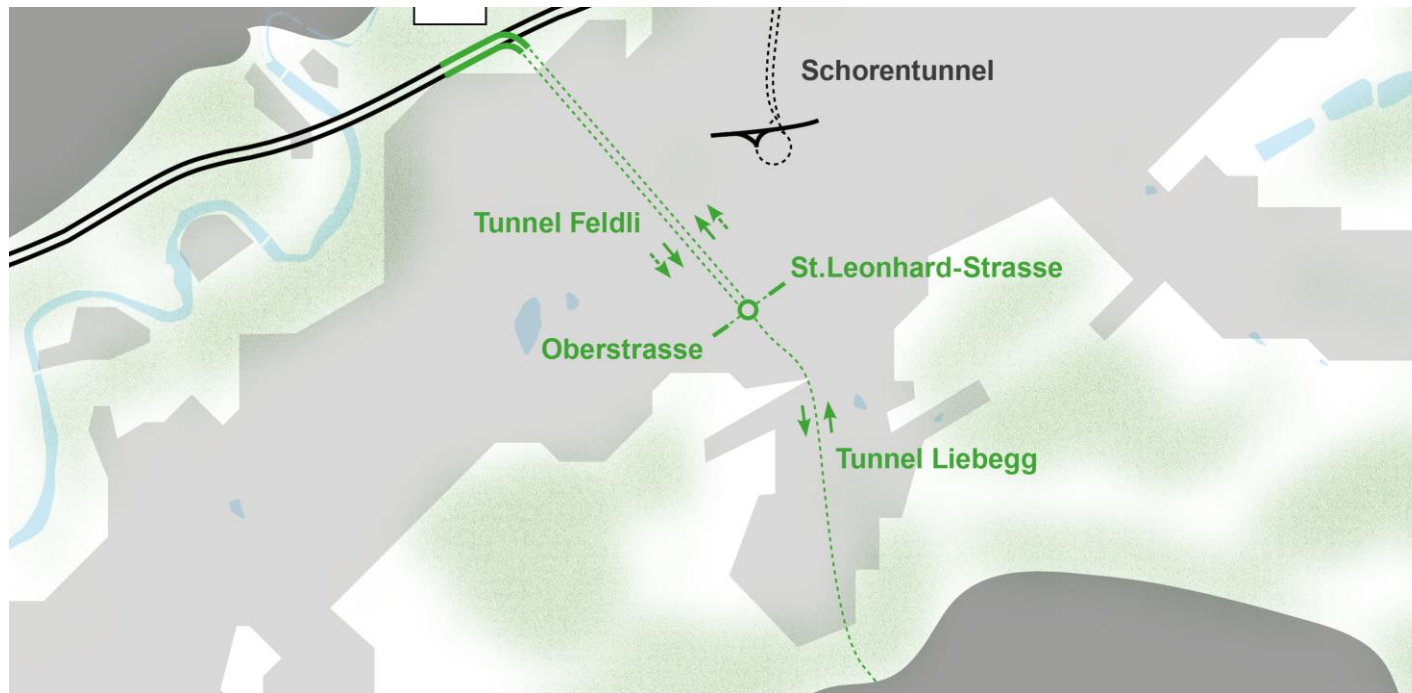 Schorentunnel
Tunnel Feldli
St.Leonhard-Strasse
Oberstrasse
Tunnel Liebegg